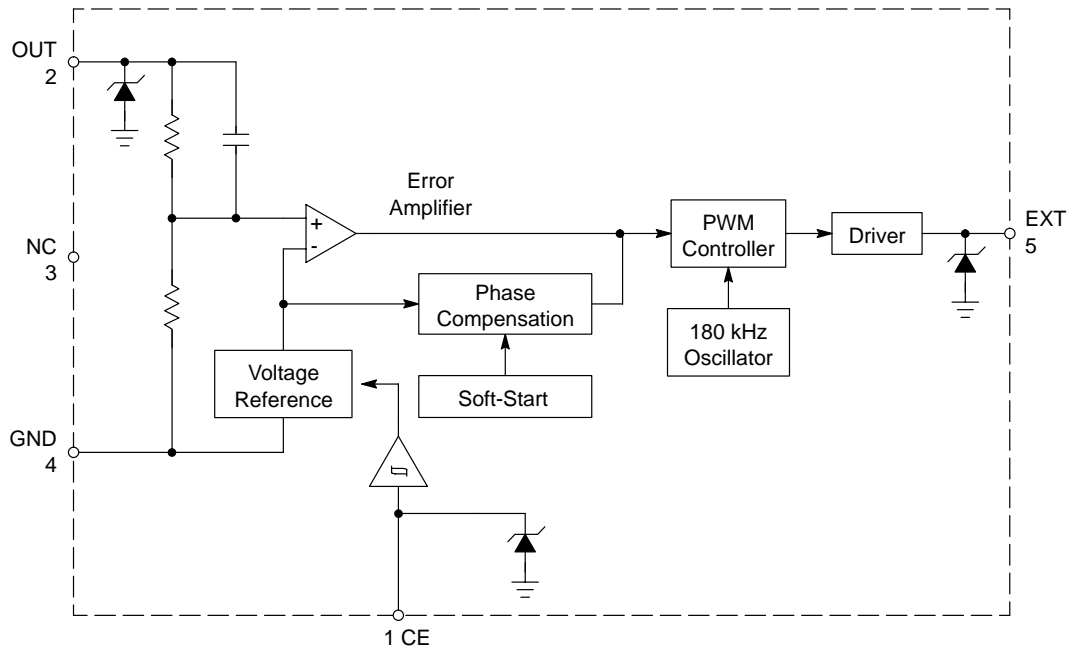 OUT
2
Error
Amplifier
+
-
PWM
Controller
Driver
EXT
5
NC
3
Phase
Compensation
180 kHz
Oscillator
Voltage
Reference
Soft-Start
GND
4
1 CE